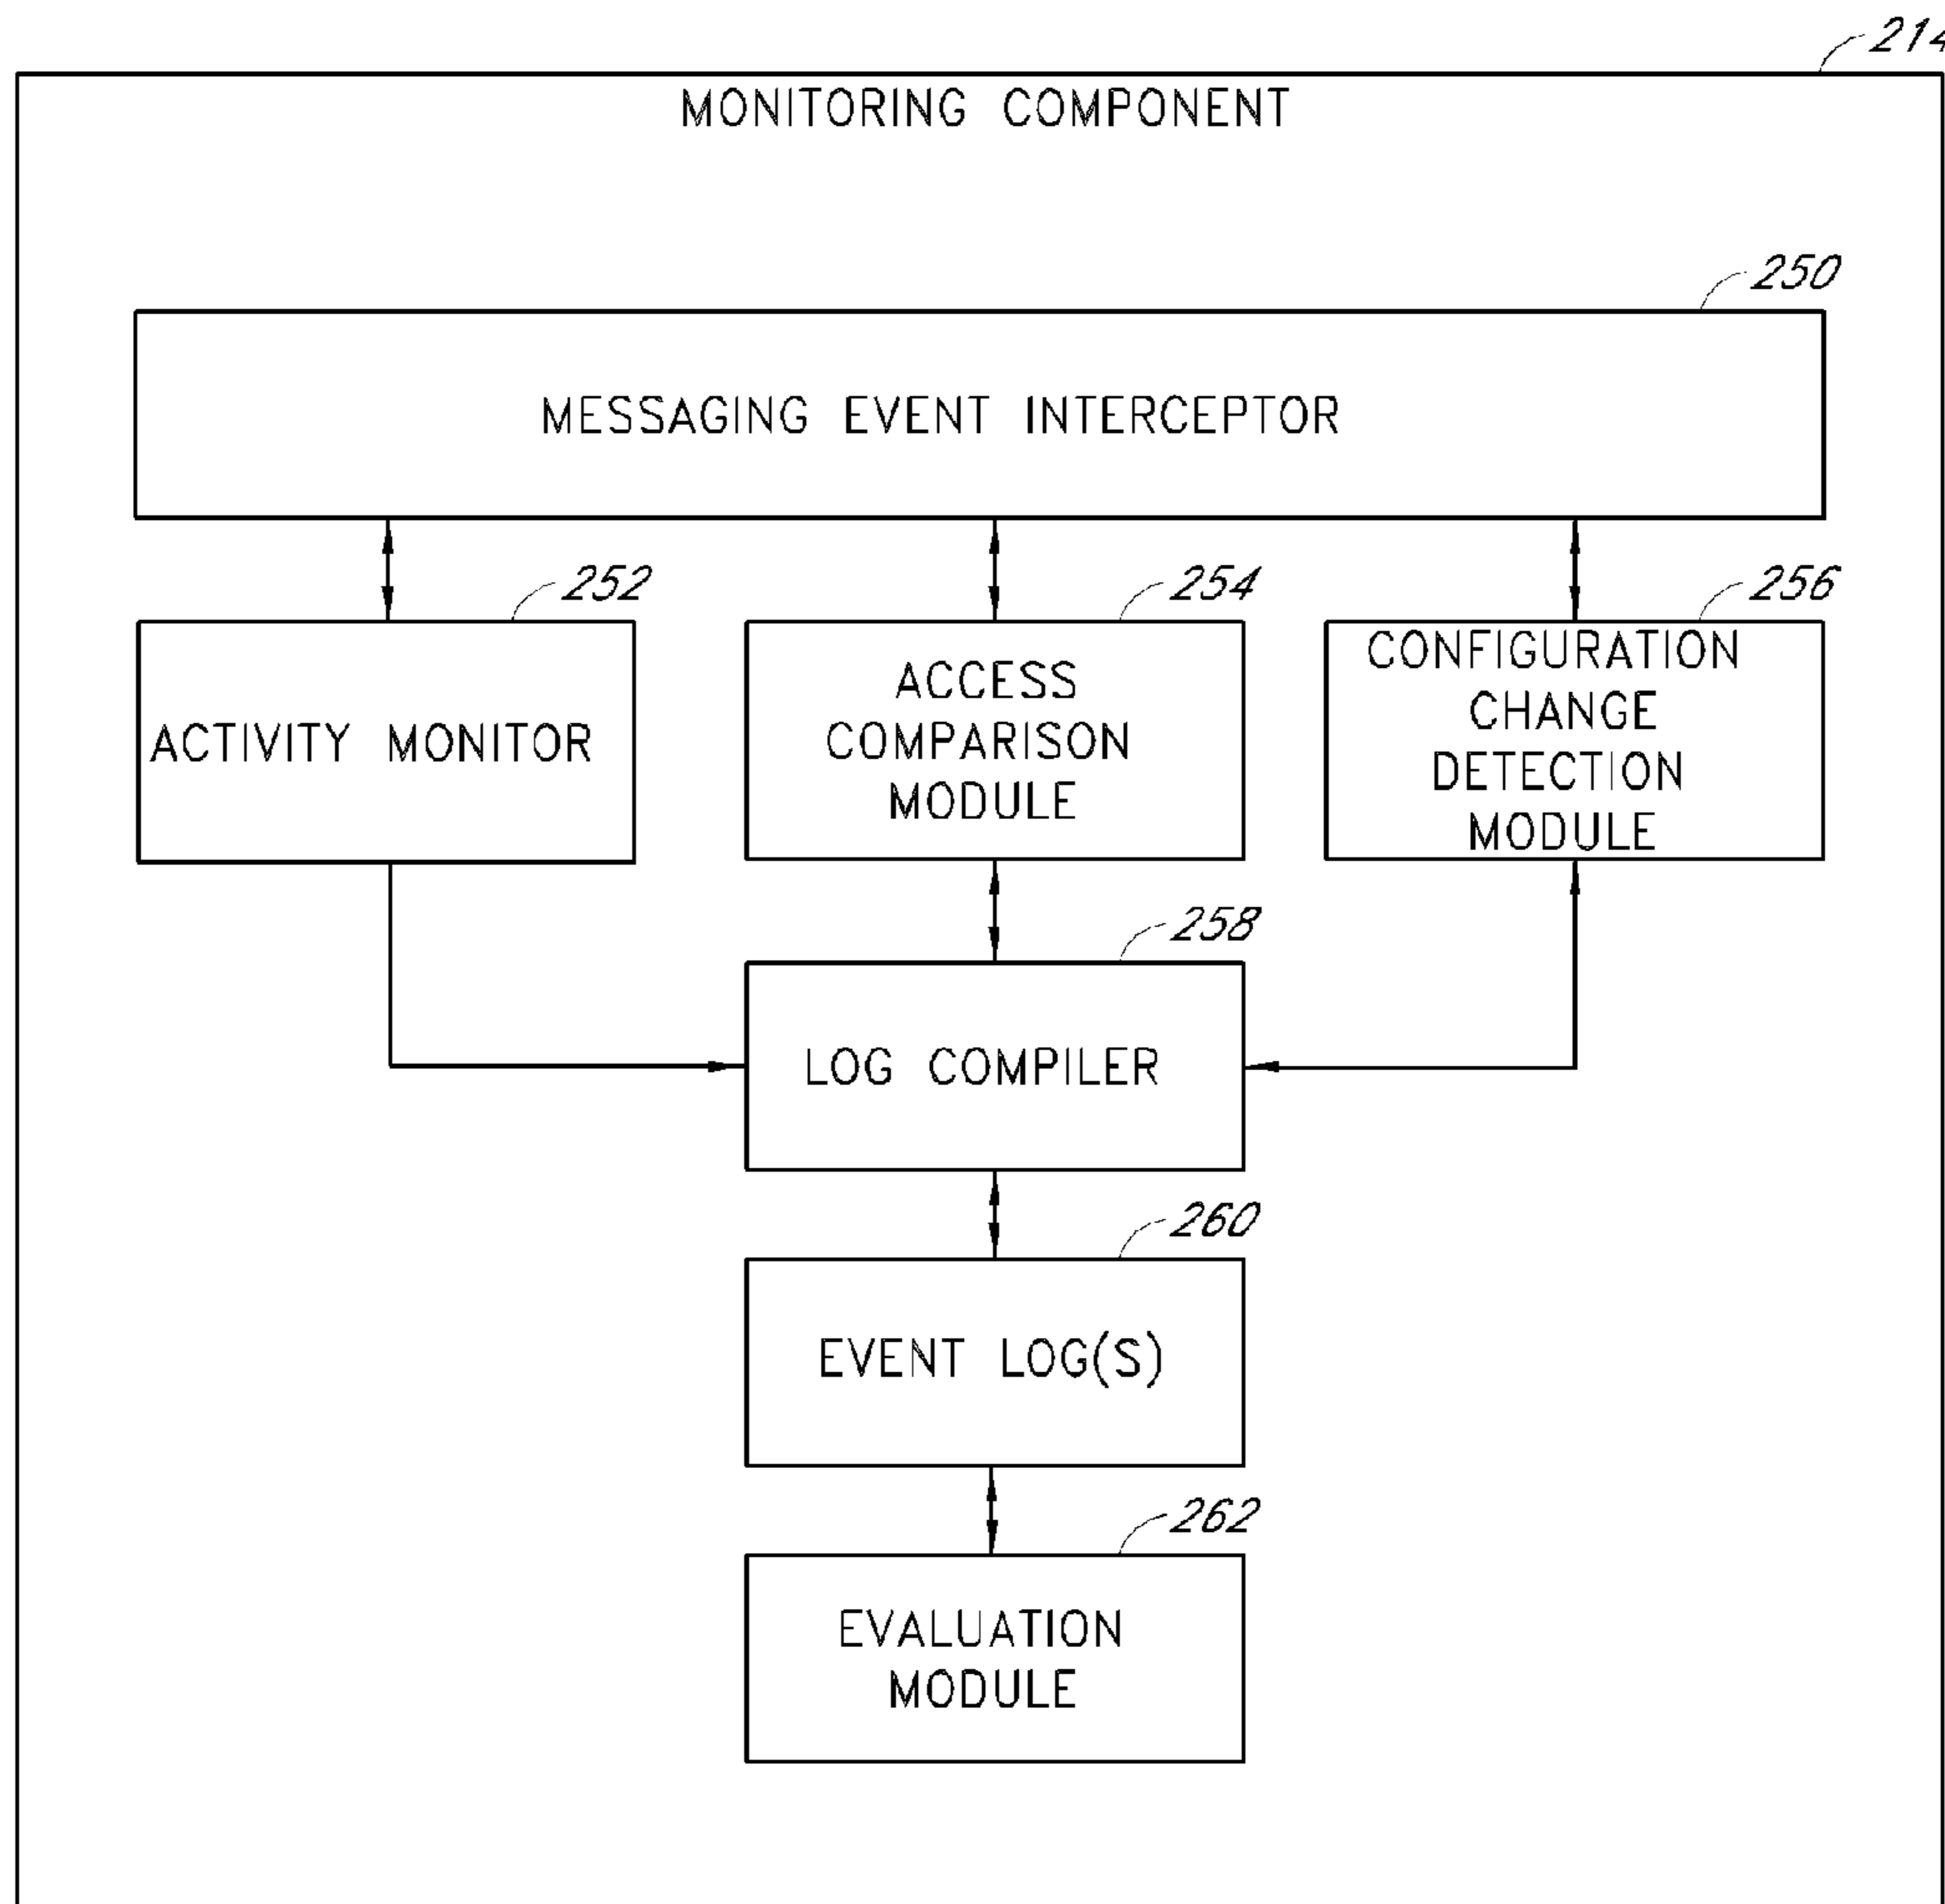 214
MONITORING COMPONENT
250
MESSAGING EVENT INTERCEPTOR
252
254
256
ACTIVITY MONITOR
ACCESS
COMPARISON
MODULE
CONFIGURATION
CHANGE
DETECTION
MODULE
258
LOG COMPILER
260
EVENT LOG(S)
262
EVALUATION
MODULE